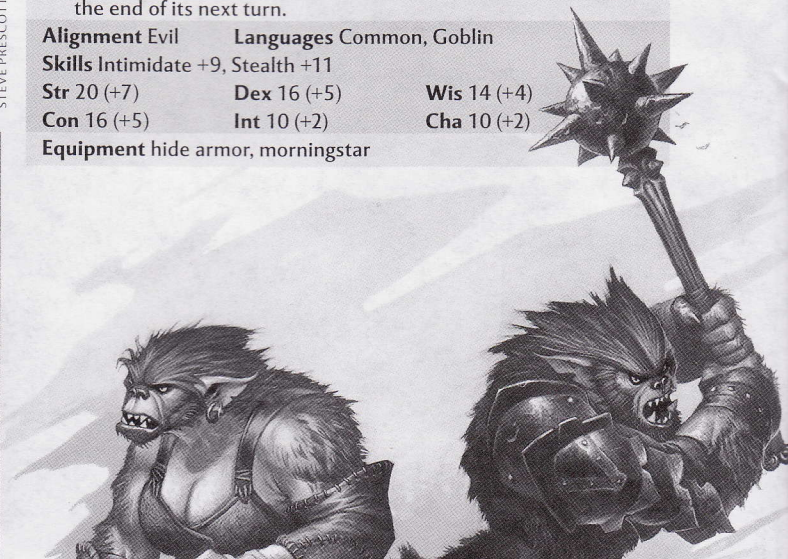 the end of its next turn.
Alignment Evil Languages Common, Goblin
Skills Intimidate +9, Stealth +11
Str 20 (+7) Dex 16 (+5) Wis 14 (+4)
Con 16 (+5) Int 10 (+2) Cha 10 (+2)
Equipment hide armor, morningstar
STEVE PRESCOTT